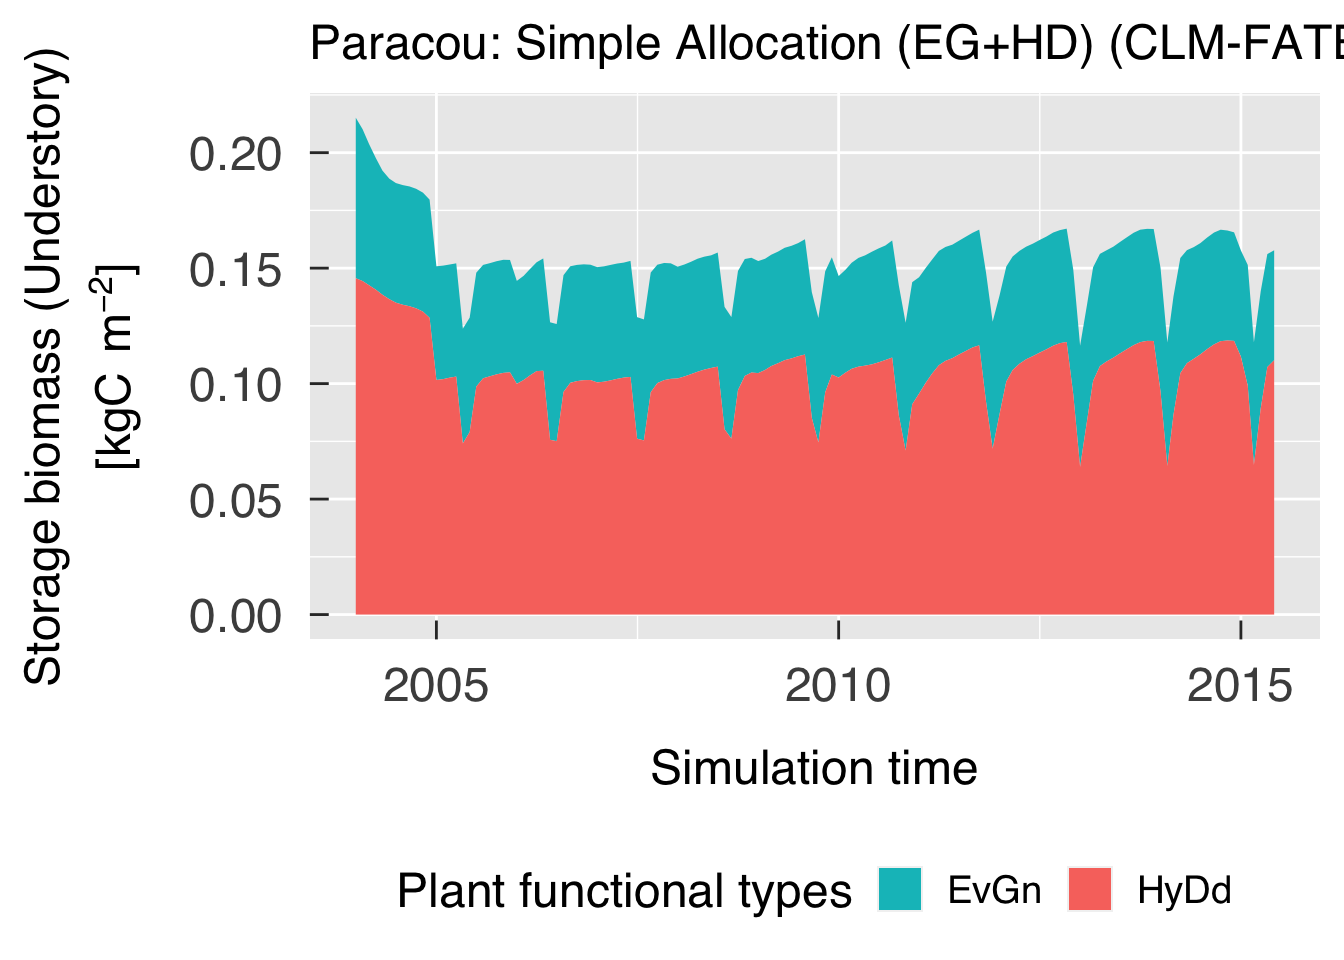 Paracou: Simple Allocation (EG+HD) (CLM-FATE
Storage biomass (Understory)
[kgC m⁻²]
0.20
0.15
0.10
0.05
0.00
2005 2010 2015
Simulation time
Plant functional types EvGn HyDd